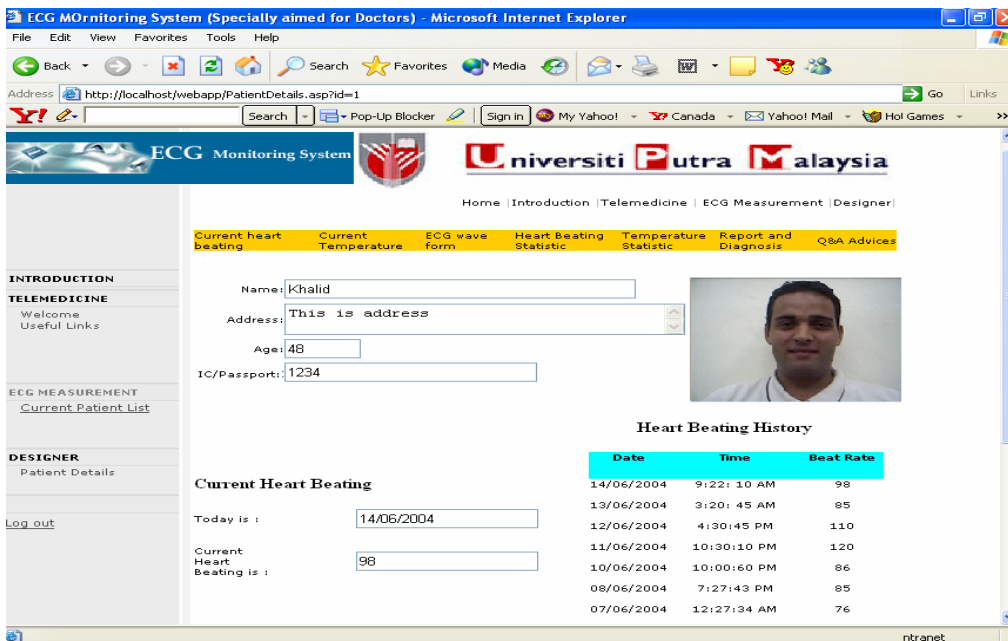 ECG MOrnitoring System (Specially aimed for Doctors) - Microsoft Internet Explorer
File Edit View Favorites Tools Help
Back Search Favorites Media
Address http://localhost/webapp/PatientDetails.asp?id=1 Go Links
Y! Search Pop-Up Blocker Sign in My Yahoo! Canada Yahoo! Mail Ho! Games »
ECG Monitoring System
Universiti Putra Malaysia
Home |Introduction |Telemedicine | ECG Measurement |Designer|
Current heart beating Current Temperature ECG wave form Heart Beating Statistic Temperature Statistic Report and Diagnosis Q&A Advices
INTRODUCTION
TELEMEDICINE
Welcome
Useful Links
ECG MEASUREMENT
Current Patient List
DESIGNER
Patient Details
Log out
Name: Khalid
Address: This is address
Age: 48
IC/Passport:: 1234
Current Heart Beating
Today is : 14/06/2004
Current Heart Beating is : 98
Heart Beating History
Date Time Beat Rate
14/06/2004 9:22: 10 AM 98
13/06/2004 3:20: 45 AM 85
12/06/2004 4:30:45 PM 110
11/06/2004 10:30:10 PM 120
10/06/2004 10:00:60 PM 86
08/06/2004 7:27:43 PM 85
07/06/2004 12:27:34 AM 76
ntranet